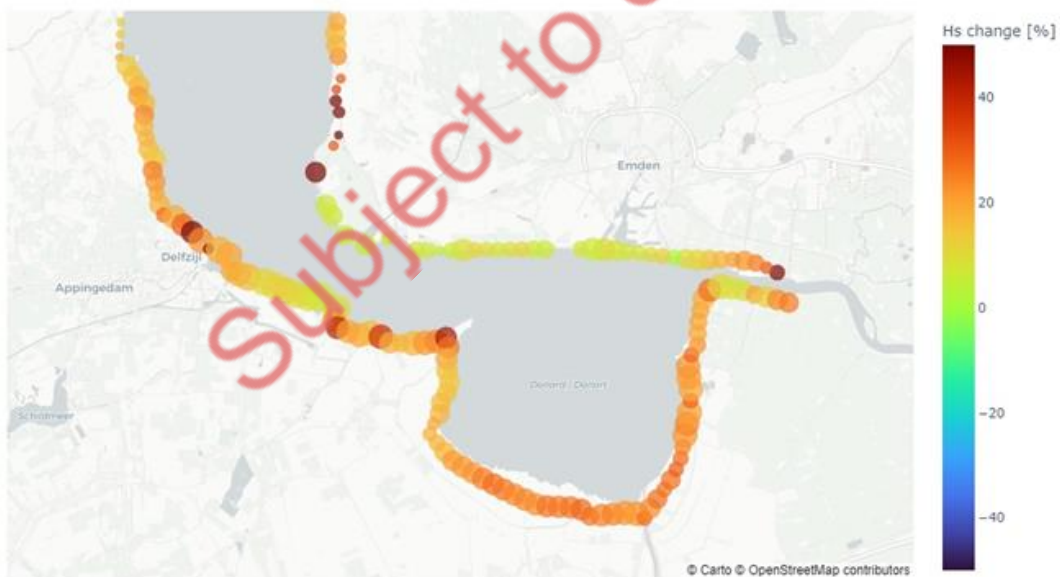 Hs change [%]
40
20
0
−20
−40
Subject to
Emden
Delfzijl
Appingedam
Dollard / Dollart
© Carto © OpenStreetMap contributors